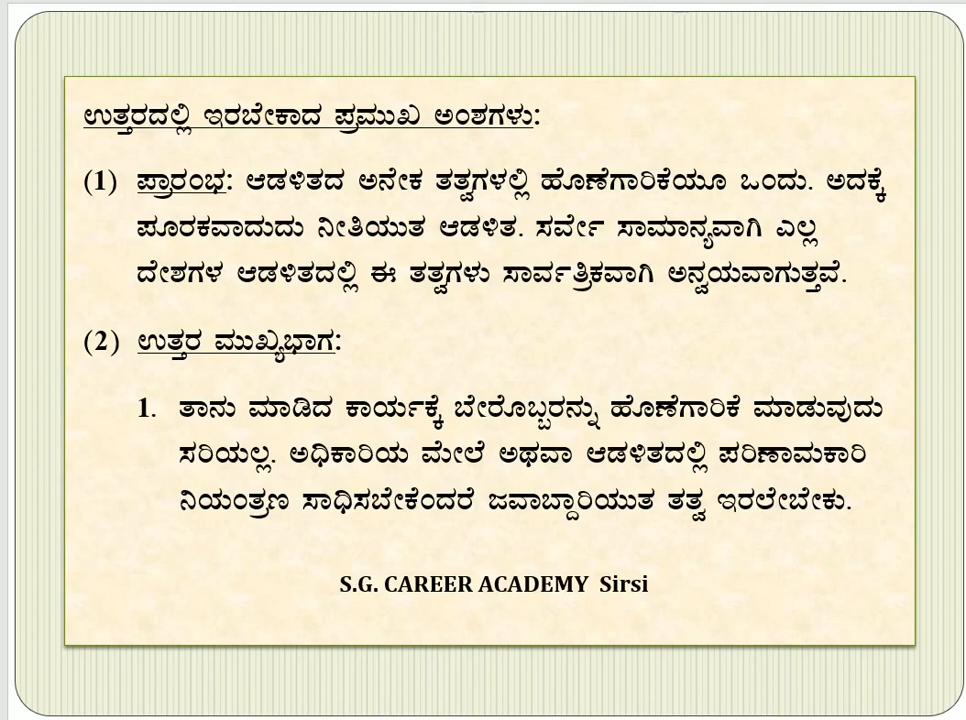 ಉತ್ತರದಲ್ಲಿ ಇರಬೇಕಾದ ಪ್ರಮುಖ ಅಂಶಗಳು:
(1) ಪ್ರಾರಂಭ: ಆಡಳಿತದ ಅನೇಕ ತತ್ವಗಳಲ್ಲಿ ಹೊಣೆಗಾರಿಕೆಯೂ ಒಂದು. ಅದಕ್ಕೆ
ಪೂರಕವಾದುದು ನೀತಿಯುತ ಆಡಳಿತ. ಸರ್ವೇ ಸಾಮಾನ್ಯವಾಗಿ ಎಲ್ಲ
ದೇಶಗಳ ಆಡಳಿತದಲ್ಲಿ ಈ ತತ್ವಗಳು ಸಾರ್ವತ್ರಿಕವಾಗಿ ಅನ್ವಯವಾಗುತ್ತವೆ.
(2) ಉತ್ತರ ಮುಖ್ಯಭಾಗ:
1. ತಾನು ಮಾಡಿದ ಕಾರ್ಯಕ್ಕೆ ಬೇರೊಬ್ಬರನ್ನು ಹೊಣೆಗಾರಿಕೆ ಮಾಡುವುದು
ಸರಿಯಲ್ಲ. ಅಧಿಕಾರಿಯ ಮೇಲೆ ಅಥವಾ ಆಡಳಿತದಲ್ಲಿ ಪರಿಣಾಮಕಾರಿ
ನಿಯಂತ್ರಣ ಸಾಧಿಸಬೇಕೆಂದರೆ ಜವಾಬ್ದಾರಿಯುತ ತತ್ವ ಇರಲೇಬೇಕು.
S.G. CAREER ACADEMY Sirsi